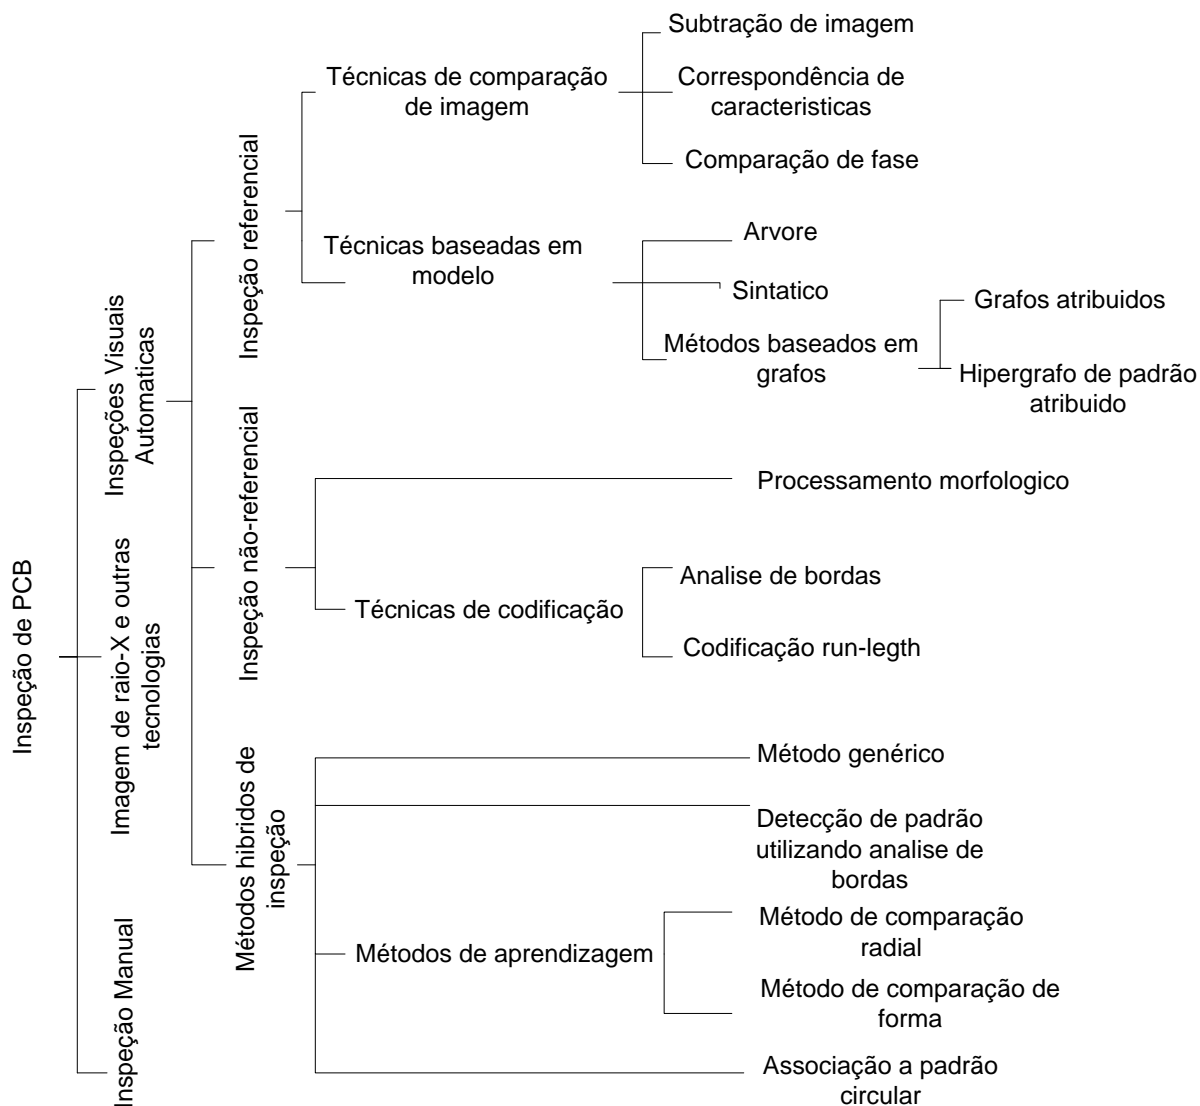 Inspeção de PCB
Inspeções Visuais
Automaticas
Imagem de raio-X e outras
tecnologias
Inspeção Manual
Inspeção referencial
Inspeção não-referencial
Métodos hibridos de
inspeção
Técnicas de comparação
de imagem
Subtração de imagem
Correspondência de
caracteristicas
Comparação de fase
Técnicas baseadas em
modelo
Arvore
Sintatico
Métodos baseados em
grafos
Grafos atribuidos
Hipergrafo de padrão
atribuido
Processamento morfologico
Técnicas de codificação
Analise de bordas
Codificação run-legth
Método genérico
Detecção de padrão
utilizando analise de
bordas
Métodos de aprendizagem
Método de comparação
radial
Método de comparação de
forma
Associação a padrão
circular